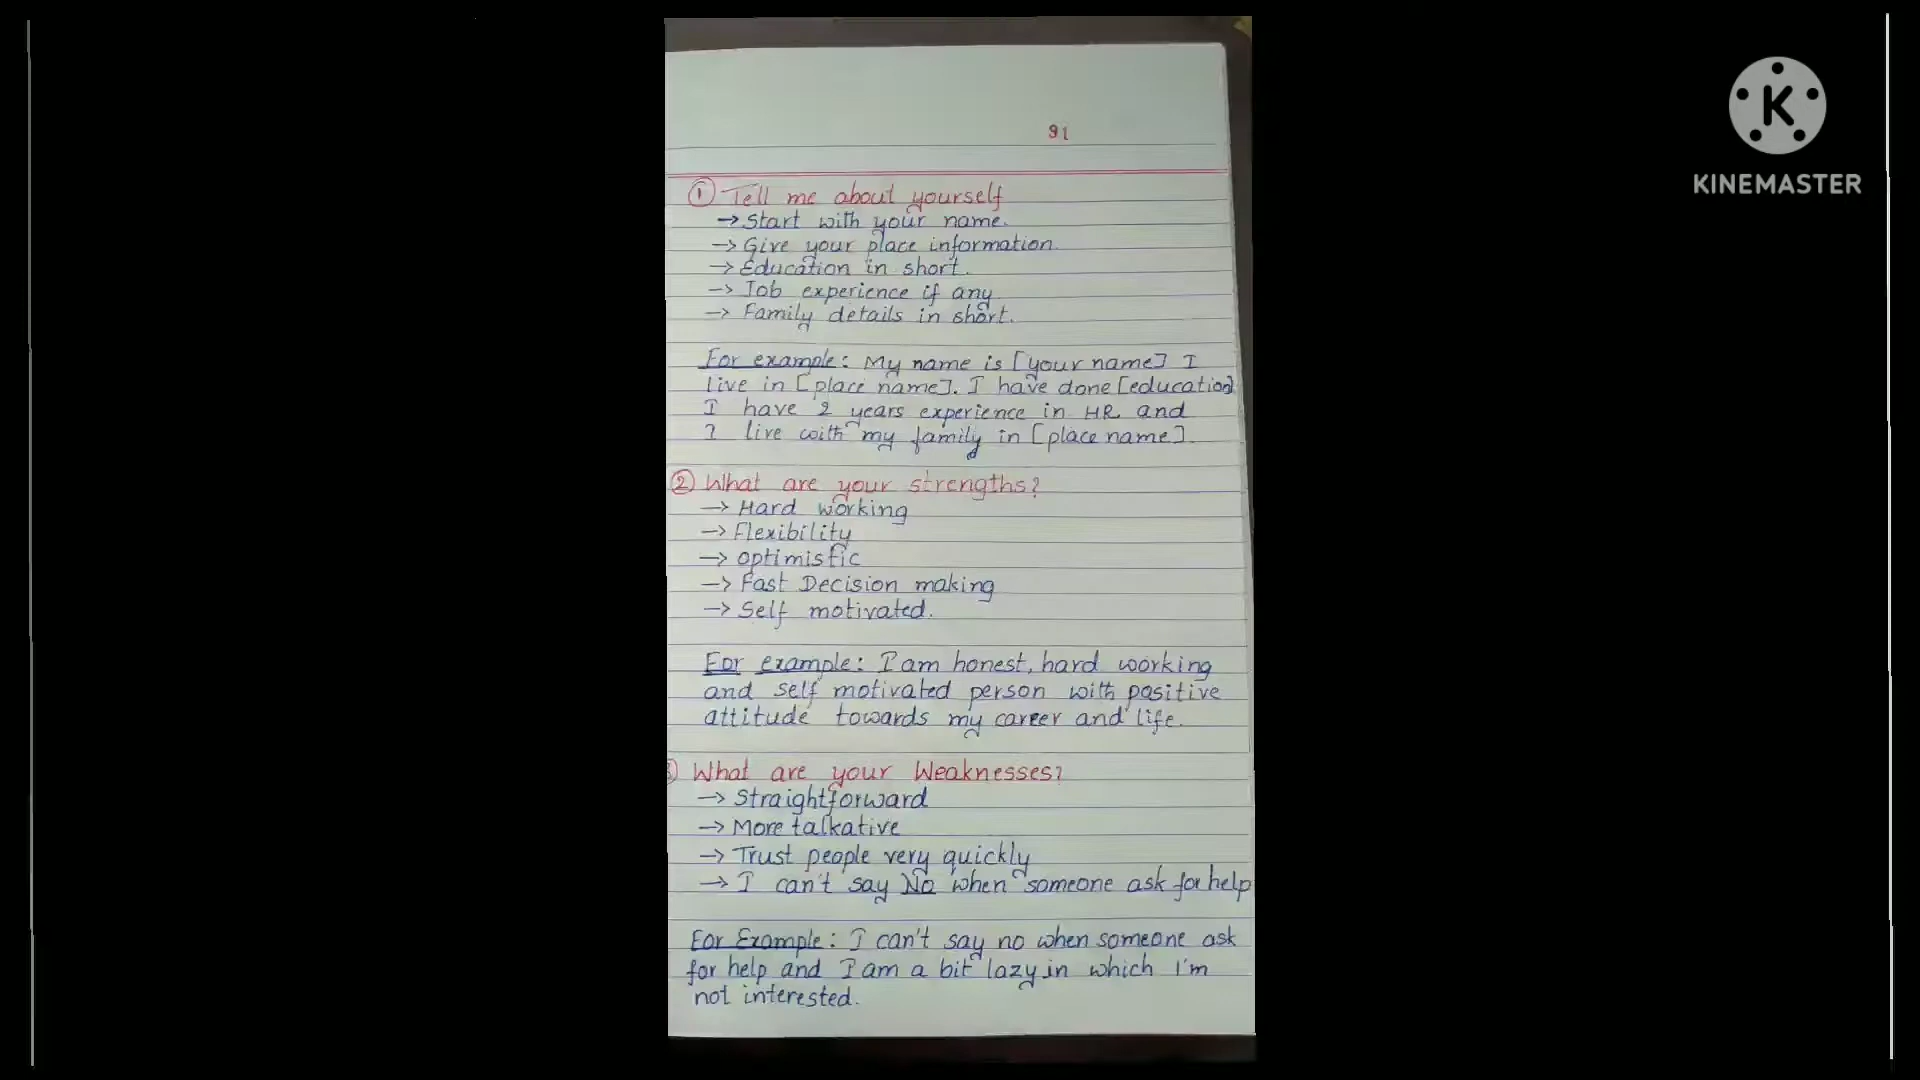 91
① Tell me about yourself
→ Start with your name.
→ Give your place information.
→ Education in short.
→ Job experience if any
→ Family details in short.
For example: My name is [your name] I
live in [place name]. I have done [education]
I have 2 years experience in HR and
I live with my family in [place name].
② What are your strengths?
→ Hard working
→ Flexibility
→ optimistic
→ Fast Decision making
→ Self motivated.
For example: I am honest, hard working
and self motivated person with positive
attitude towards my career and life.
③ What are your Weaknesses?
→ Straightforward
→ More talkative
→ Trust people very quickly
→ I can't say No when someone ask for help
For Example: I can't say no when someone ask
for help and I am a bit lazy in which I'm
not interested.
K
KINEMASTER